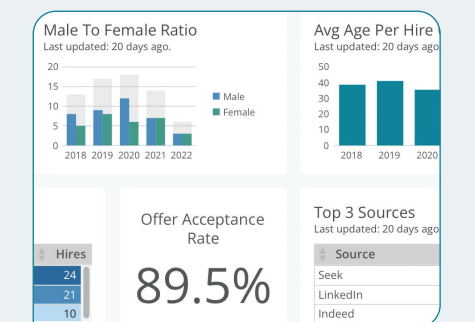 Male To Female Ratio
Last updated: 20 days ago.
20
15
10
5
0
2018 2019 2020 2021 2022
Male
Female
Avg Age Per Hire
Last updated: 20 days ago
50
40
30
20
10
0
2018 2019 2020
Hires
24
21
10
Offer Acceptance
Rate
89.5%
Top 3 Sources
Last updated: 20 days ago
Source
Seek
LinkedIn
Indeed